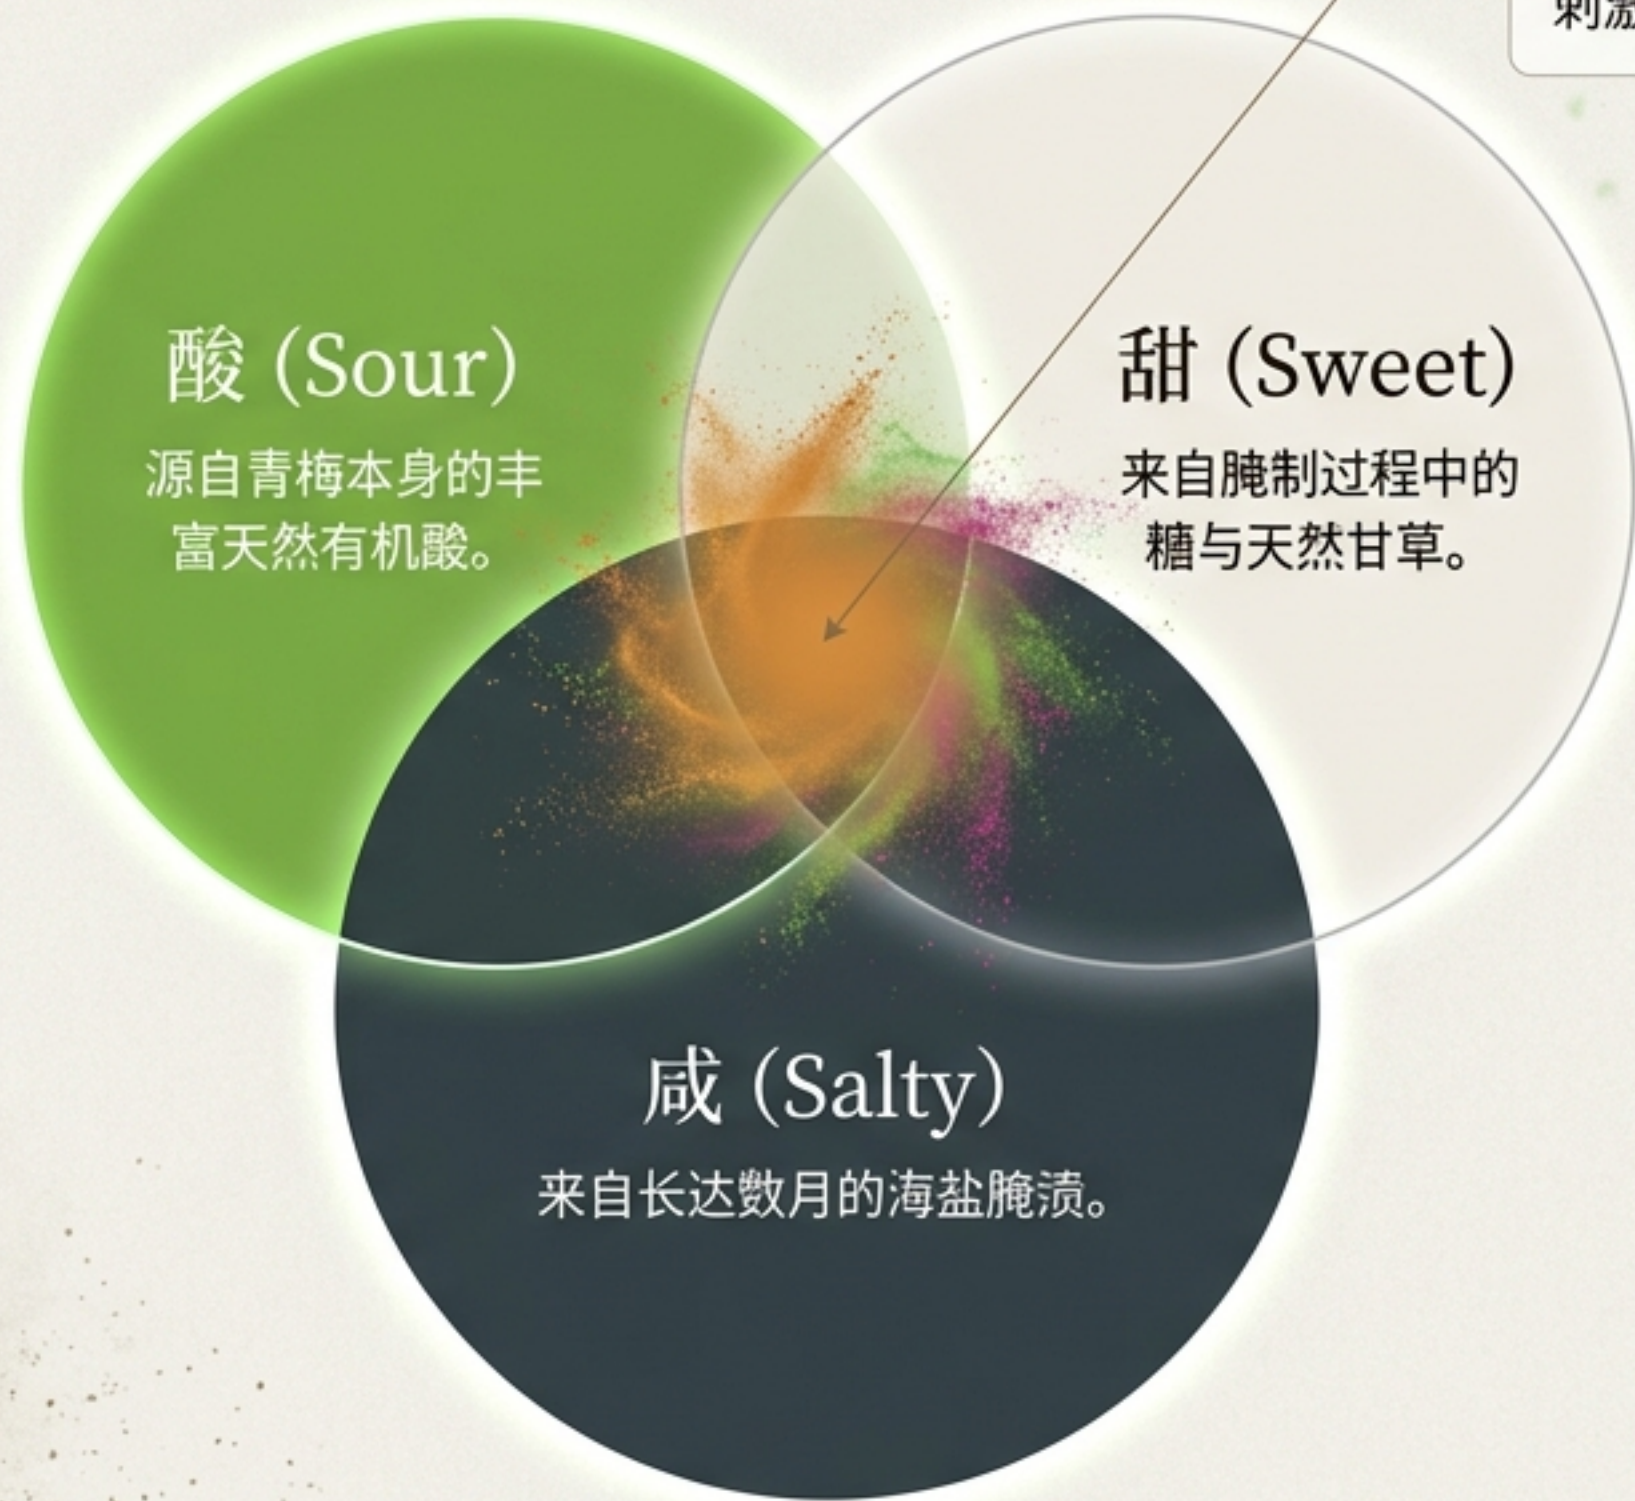 刺激
酸 (Sour)
源自青梅本身的丰
富天然有机酸。
甜 (Sweet)
来自腌制过程中的
糖与天然甘草。
咸 (Salty)
来自长达数月的海盐腌渍。